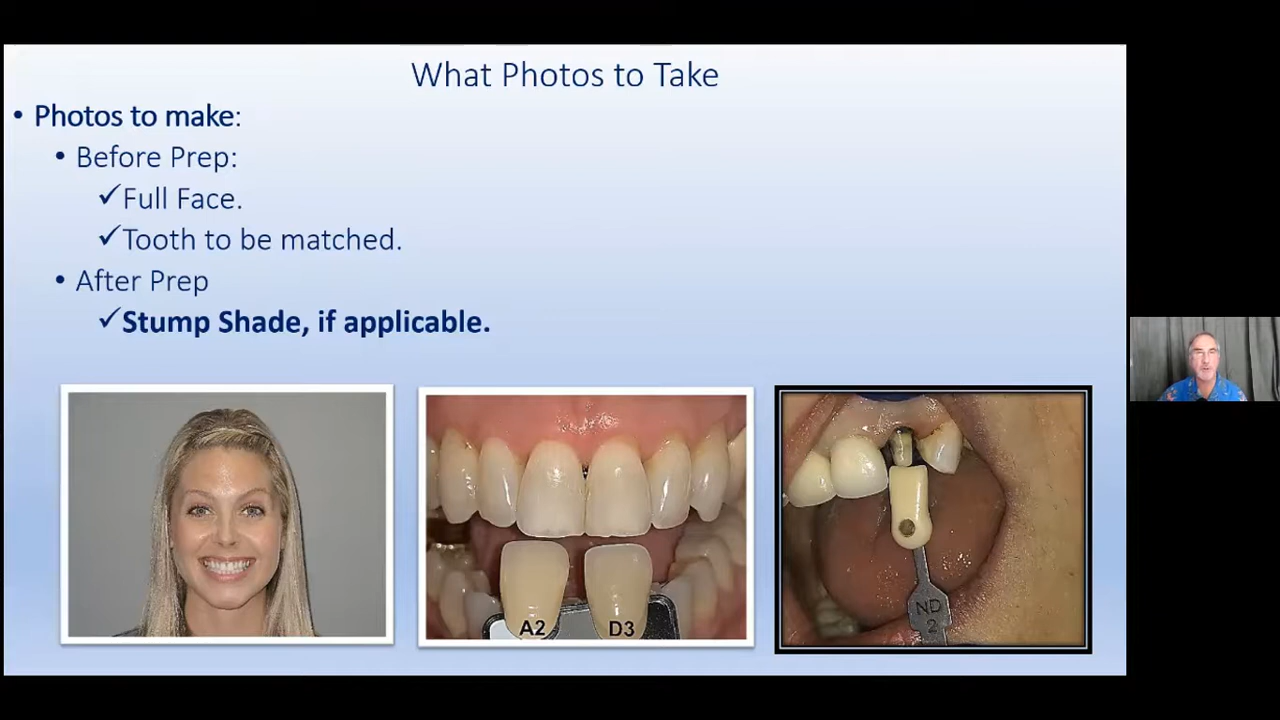 What Photos to Take
• Photos to make:
• Before Prep:
✓Full Face.
✓Tooth to be matched.
• After Prep
✓Stump Shade, if applicable.
A2 D3
ND
2